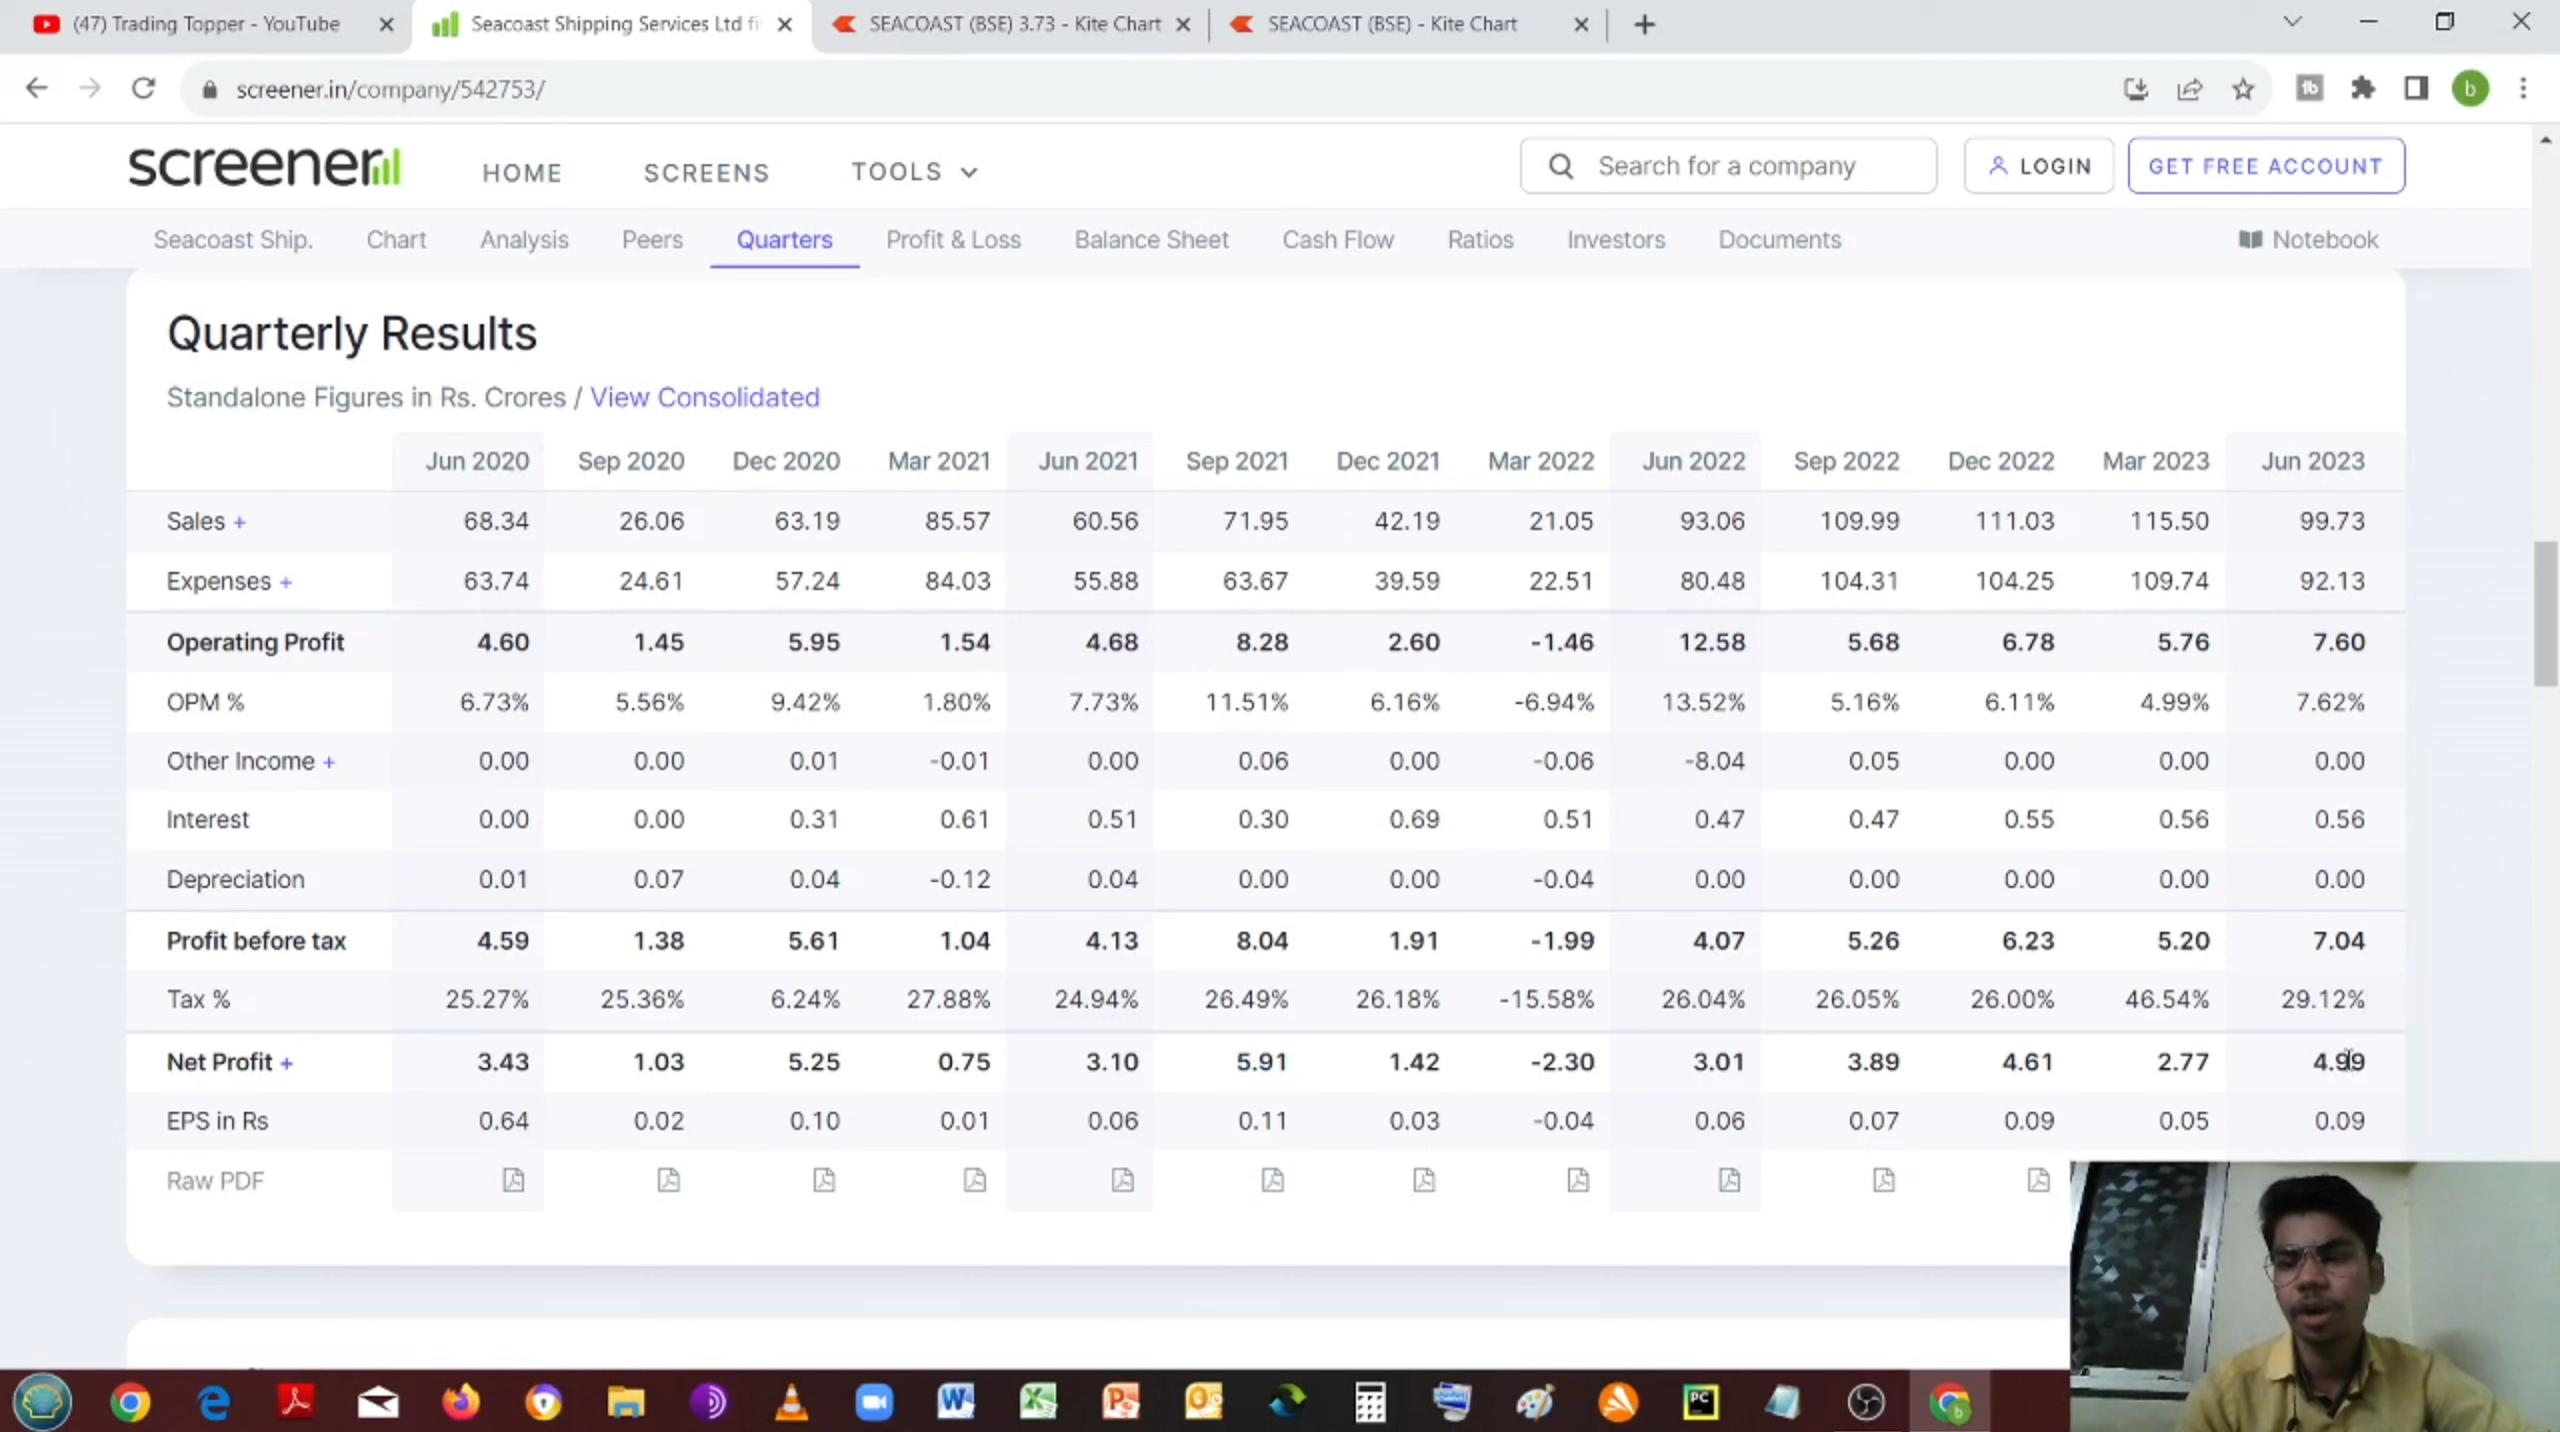 (47) Trading Topper - YouTube
Seacoast Shipping Services Ltd fi
SEACOAST (BSE) 3.73 - Kite Chart
SEACOAST (BSE) - Kite Chart
screener.in/company/542753/
b
screener
HOME
SCREENS
TOOLS
Search for a company
LOGIN
GET FREE ACCOUNT
Seacoast Ship.
Chart
Analysis
Peers
Quarters
Profit & Loss
Balance Sheet
Cash Flow
Ratios
Investors
Documents
Notebook
Quarterly Results
Standalone Figures in Rs. Crores / View Consolidated
Jun 2020 Sep 2020 Dec 2020 Mar 2021 Jun 2021 Sep 2021 Dec 2021 Mar 2022 Jun 2022 Sep 2022 Dec 2022 Mar 2023 Jun 2023
Sales + 68.34 26.06 63.19 85.57 60.56 71.95 42.19 21.05 93.06 109.99 111.03 115.50 99.73
Expenses + 63.74 24.61 57.24 84.03 55.88 63.67 39.59 22.51 80.48 104.31 104.25 109.74 92.13
Operating Profit 4.60 1.45 5.95 1.54 4.68 8.28 2.60 -1.46 12.58 5.68 6.78 5.76 7.60
OPM % 6.73% 5.56% 9.42% 1.80% 7.73% 11.51% 6.16% -6.94% 13.52% 5.16% 6.11% 4.99% 7.62%
Other Income + 0.00 0.00 0.01 -0.01 0.00 0.06 0.00 -0.06 -8.04 0.05 0.00 0.00 0.00
Interest 0.00 0.00 0.31 0.61 0.51 0.30 0.69 0.51 0.47 0.47 0.55 0.56 0.56
Depreciation 0.01 0.07 0.04 -0.12 0.04 0.00 0.00 -0.04 0.00 0.00 0.00 0.00 0.00
Profit before tax 4.59 1.38 5.61 1.04 4.13 8.04 1.91 -1.99 4.07 5.26 6.23 5.20 7.04
Tax % 25.27% 25.36% 6.24% 27.88% 24.94% 26.49% 26.18% -15.58% 26.04% 26.05% 26.00% 46.54% 29.12%
Net Profit + 3.43 1.03 5.25 0.75 3.10 5.91 1.42 -2.30 3.01 3.89 4.61 2.77 4.99
EPS in Rs 0.64 0.02 0.10 0.01 0.06 0.11 0.03 -0.04 0.06 0.07 0.09 0.05 0.09
Raw PDF